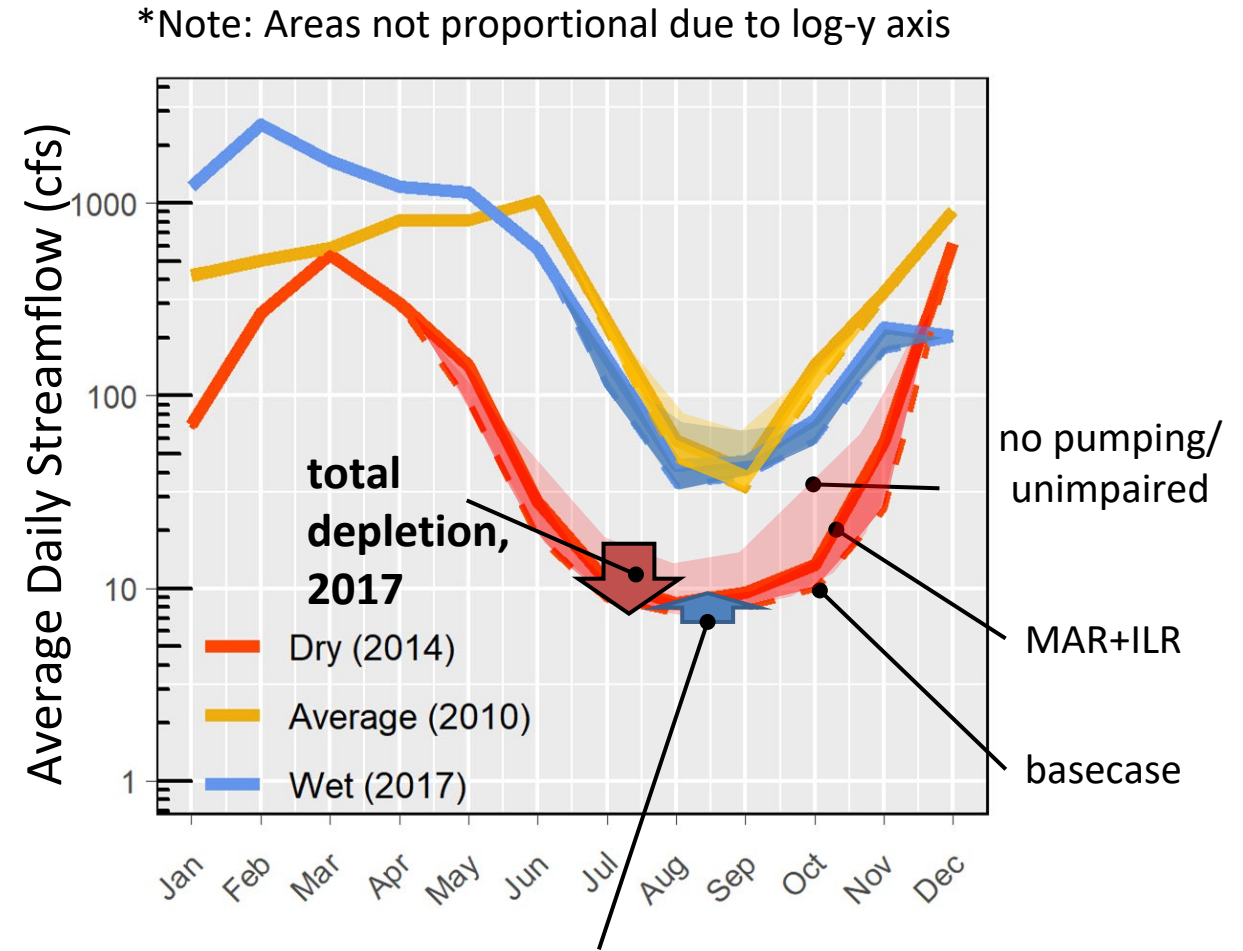 *Note: Areas not proportional due to log-y axis
Average Daily Streamflow (cfs)
1000
100
10
1
total
depletion,
2017
Dry (2014)
Average (2010)
Wet (2017)
no pumping/
unimpaired
MAR+ILR
basecase
Jan
Feb
Mar
Apr
May
Jun
Jul
Aug
Sep
Oct
Nov
Dec